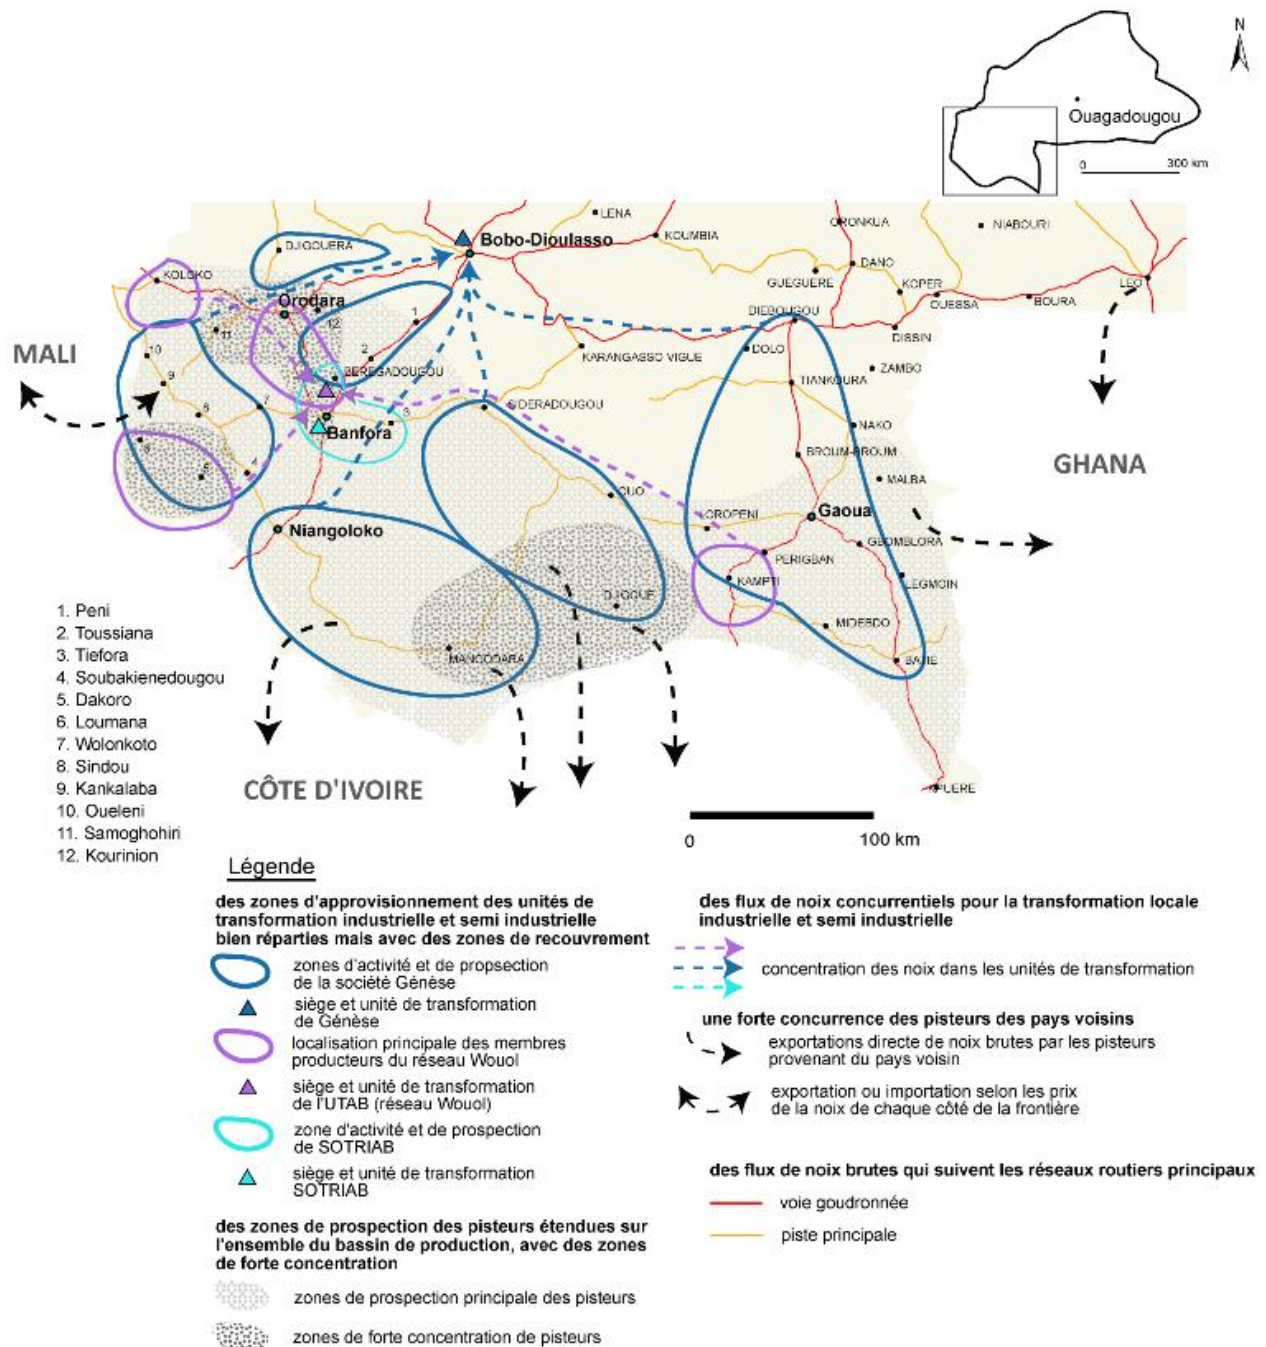 N
Ouagadougou
0 300 km
LENA
ORONKUA
NIABOURI
DJIGOUERA
Bobo-Dioulasso
KOUMBIA
DANO
KOLOKO
GUEGUERE
KOPER
LEO
Orodara
OUESSA
BOURA
12
1
DIEBOUGOU
11
DISSIN
MALI
10
2
KARANGASSO VIGUE
DOLO
BEREGADOUGOU
ZAMBO
9
TIANKOURA
7
SIDERADOUGOU
6
3
NAKO
Banfora
8
BROUM-BROUM
GHANA
5
4
MALBA
OUO
LOROPENI
Gaoua
Niangoloko
GBOMBLORA
PERIGBAN
KAMPTI
LEGMOIN
DJIGOUE
MIDEBDO
MANGODARA
BATIE
CÔTE D'IVOIRE
KPUERE
1. Peni
2. Toussiana
3. Tiefora
4. Soubakienedougou
5. Dakoro
6. Loumana
7. Wolonkoto
8. Sindou
9. Kankalaba
10. Oueleni
11. Samoghohiri
12. Kourinion
0 100 km
Légende
des zones d'approvisionnement des unités de
transformation industrielle et semi industrielle
bien réparties mais avec des zones de recouvrement
zones d'activité et de propsection
de la société Génèse
siège et unité de transformation
de Génèse
localisation principale des membres
producteurs du réseau Wouol
siège et unité de transformation
de l'UTAB (réseau Wouol)
zone d'activité et de prospection
de SOTRIAB
siège et unité de transformation
SOTRIAB
des zones de prospection des pisteurs étendues sur
l'ensemble du bassin de production, avec des zones
de forte concentration
zones de prospection principale des pisteurs
zones de forte concentration de pisteurs
des flux de noix concurrentiels pour la transformation locale
industrielle et semi industrielle
concentration des noix dans les unités de transformation
une forte concurrence des pisteurs des pays voisins
exportations directe de noix brutes par les pisteurs
provenant du pays voisin
exportation ou importation selon les prix
de la noix de chaque côté de la frontière
des flux de noix brutes qui suivent les réseaux routiers principaux
voie goudronnée
piste principale